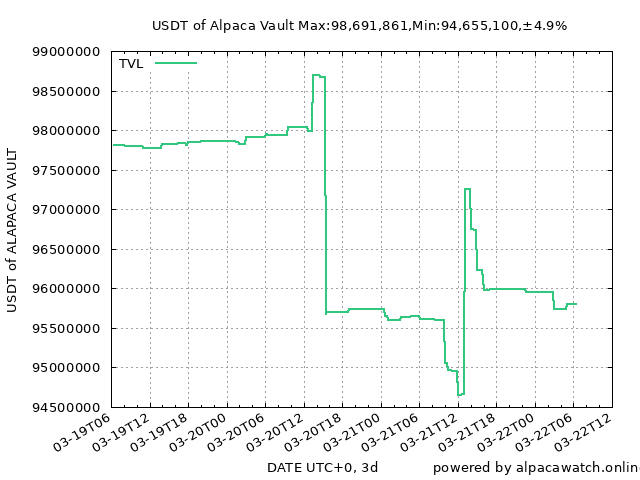 USDT of Alpaca Vault Max:98,691,861,Min:94,655,100,±4.9%
TVL
99000000
98500000
98000000
97500000
97000000
96500000
96000000
95500000
95000000
94500000
USDT of ALAPACA VAULT
03-19T06
03-19T12
03-19T18
03-20T00
03-20T06
03-20T12
03-20T18
03-21T00
03-21T06
03-21T12
03-21T18
03-22T00
03-22T06
03-22T12
DATE UTC+0, 3d
powered by alpacawatch.online